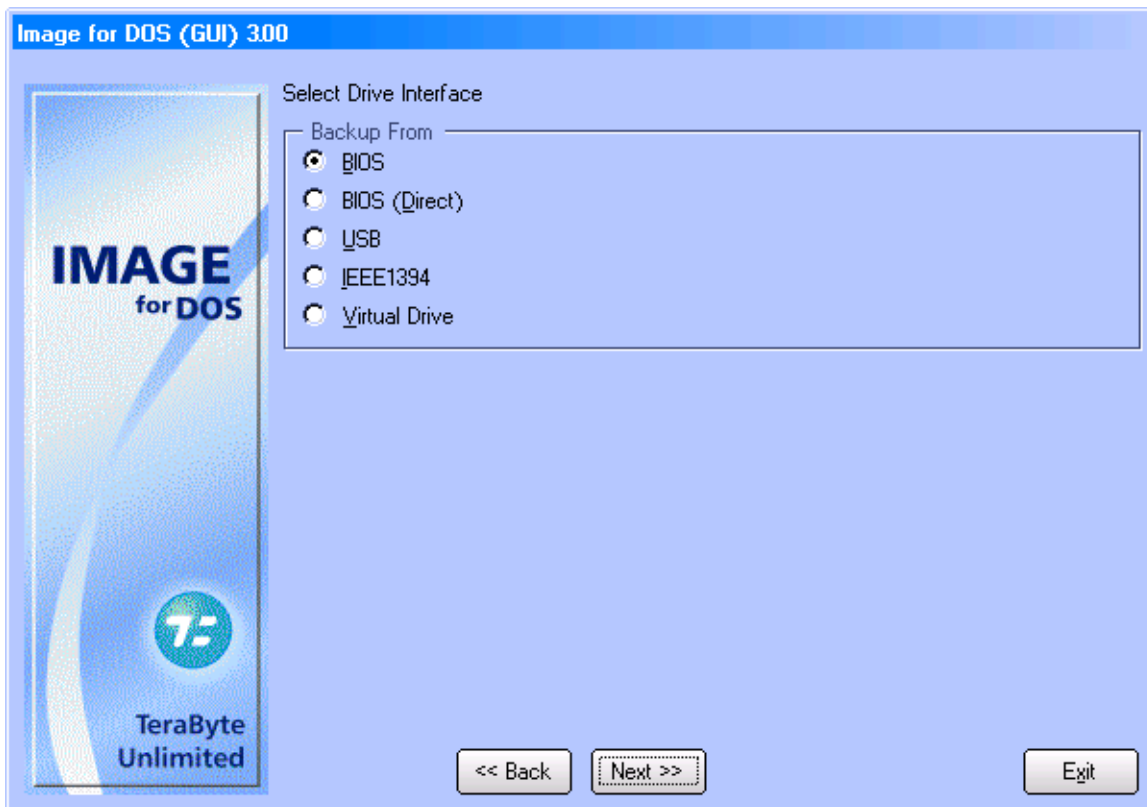 Image for DOS (GUI) 3.00
Select Drive Interface
Backup From
BIOS
BIOS (Direct)
USB
IEEE1394
Virtual Drive
IMAGE
for DOS
TeraByte
Unlimited
<< Back
Next >>
Exit